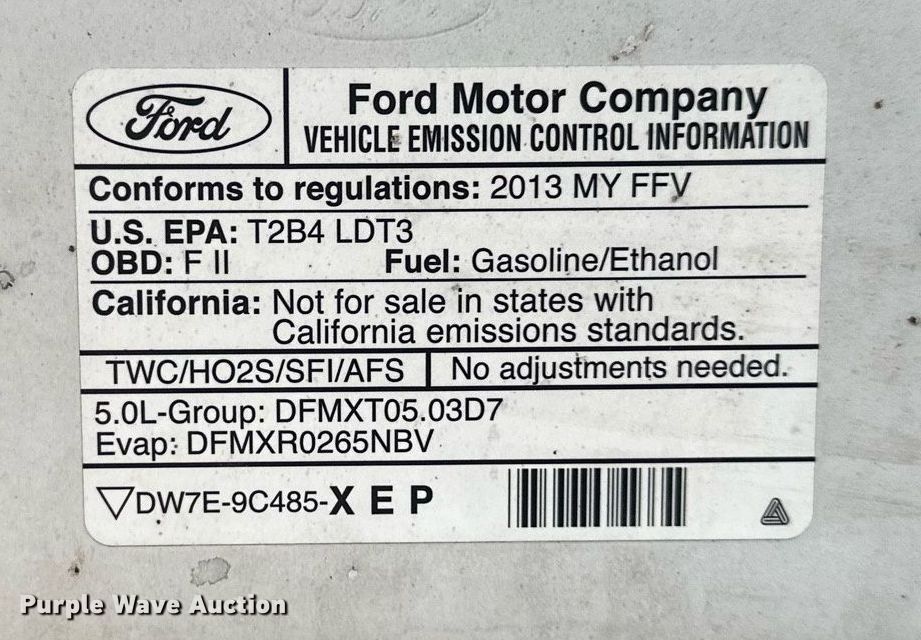 Ford
Ford Motor Company
VEHICLE EMISSION CONTROL INFORMATION
Conforms to regulations: 2013 MY FFV
U.S. EPA: T2B4 LDT3
OBD: F II Fuel: Gasoline/Ethanol
California: Not for sale in states with
California emissions standards.
TWC/HO2S/SFI/AFS No adjustments needed.
5.0L-Group: DFMXT05.03D7
Evap: DFMXR0265NBV
▽DW7E-9C485-X E P
Purple Wave Auction